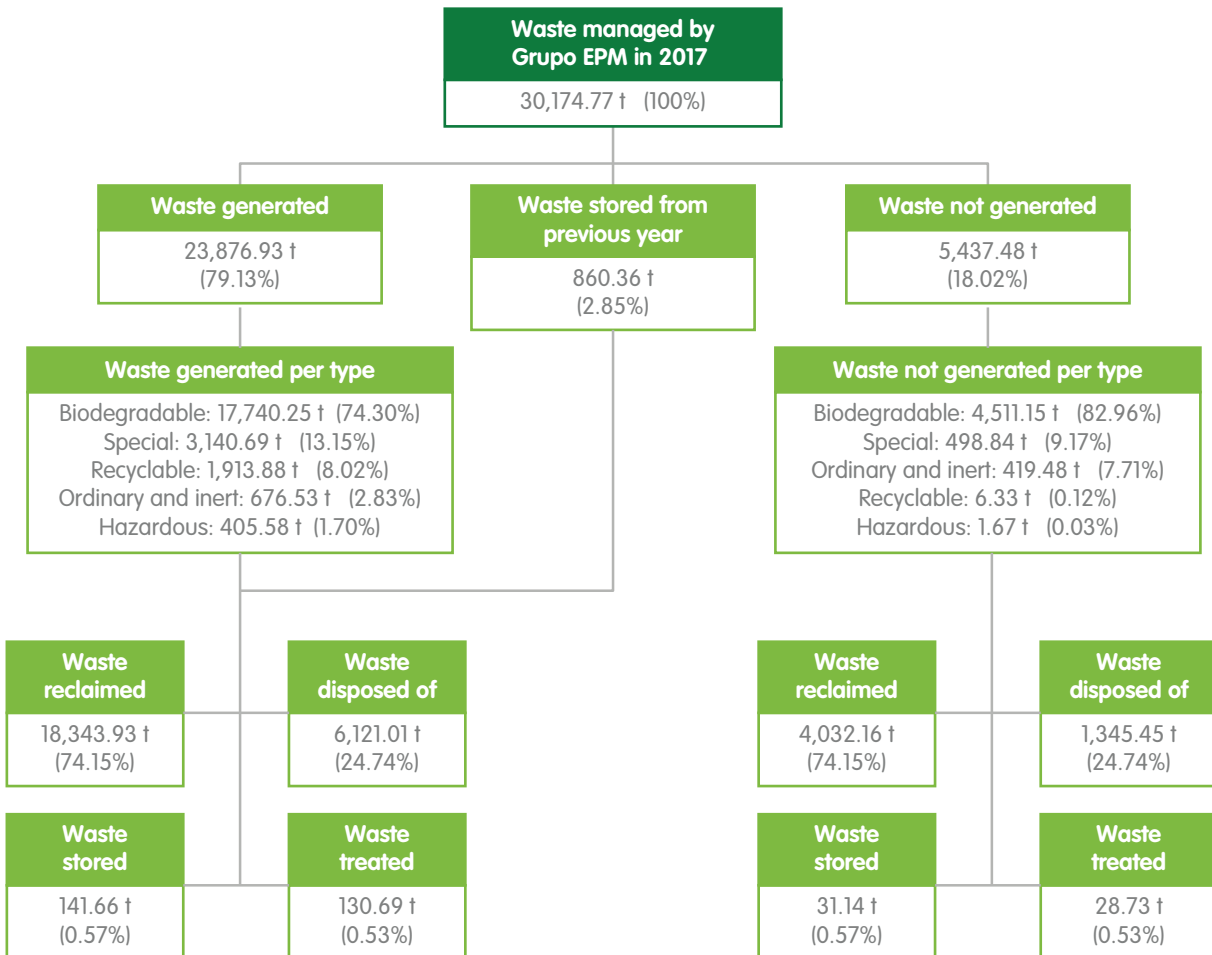 Waste managed by
Grupo EPM in 2017
30,174.77 t (100%)
Waste generated
23,876.93 t
(79.13%)
Waste stored from
previous year
860.36 t
(2.85%)
Waste not generated
5,437.48 t
(18.02%)
Waste generated per type
Biodegradable: 17,740.25 t (74.30%)
Special: 3,140.69 t (13.15%)
Recyclable: 1,913.88 t (8.02%)
Ordinary and inert: 676.53 t (2.83%)
Hazardous: 405.58 t (1.70%)
Waste not generated per type
Biodegradable: 4,511.15 t (82.96%)
Special: 498.84 t (9.17%)
Ordinary and inert: 419.48 t (7.71%)
Recyclable: 6.33 t (0.12%)
Hazardous: 1.67 t (0.03%)
Waste
reclaimed
18,343.93 t
(74.15%)
Waste
disposed of
6,121.01 t
(24.74%)
Waste
reclaimed
4,032.16 t
(74.15%)
Waste
disposed of
1,345.45 t
(24.74%)
Waste
stored
141.66 t
(0.57%)
Waste
treated
130.69 t
(0.53%)
Waste
stored
31.14 t
(0.57%)
Waste
treated
28.73 t
(0.53%)